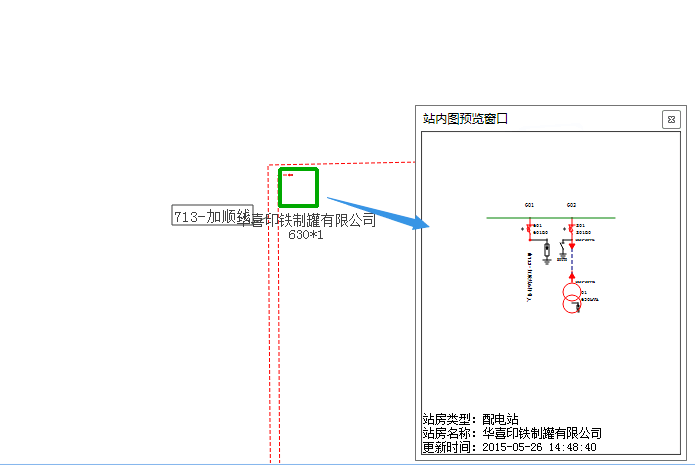 站内图预览窗口
713-加顺线
华喜印铁制罐有限公司
630*1
G01
G02
601
801
站房类型: 配电站
站房名称: 华喜印铁制罐有限公司
更新时间: 2015-05-26 14:48:40